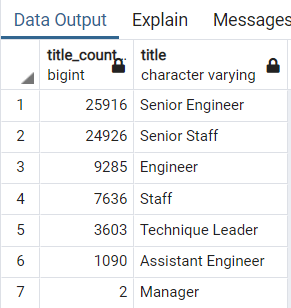 Data Output Explain Messages
title_count.. title
bigint character varying
1 25916 Senior Engineer
2 24926 Senior Staff
3 9285 Engineer
4 7636 Staff
5 3603 Technique Leader
6 1090 Assistant Engineer
7 2 Manager